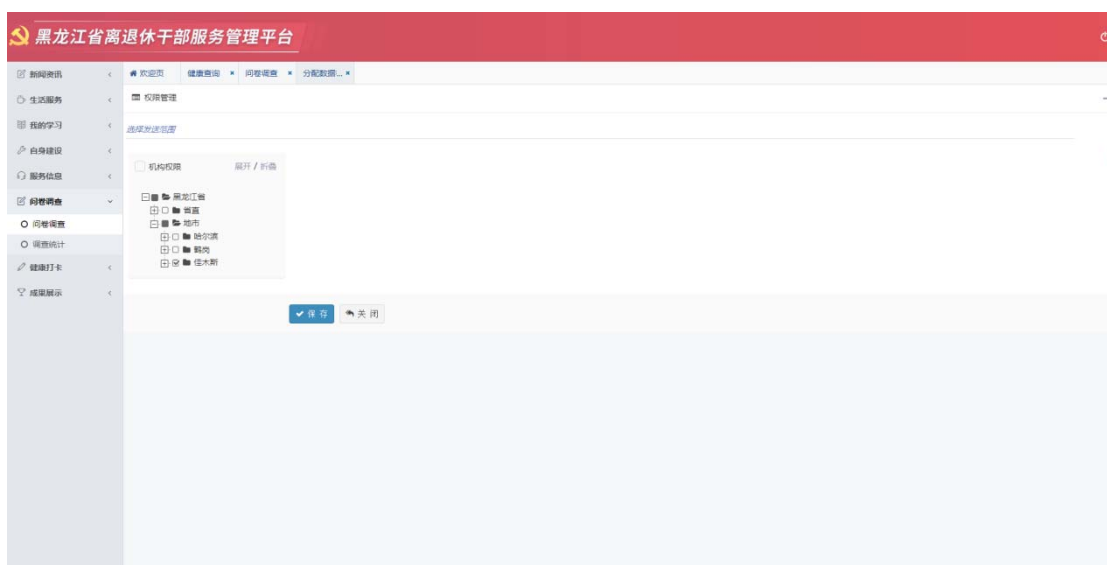 黑龙江省离退休干部服务管理平台
新闻资讯
生活服务
我的学习
自身建设
服务信息
问卷调查
问卷调查
调查统计
健康打卡
成果展示
欢迎页 健康查询 × 问卷调查 × 分配数据... ×
权限管理
选择发送范围
机构权限 展开 / 折叠
黑龙江省
省直
地市
哈尔滨
鹤岗
佳木斯
保存 关闭